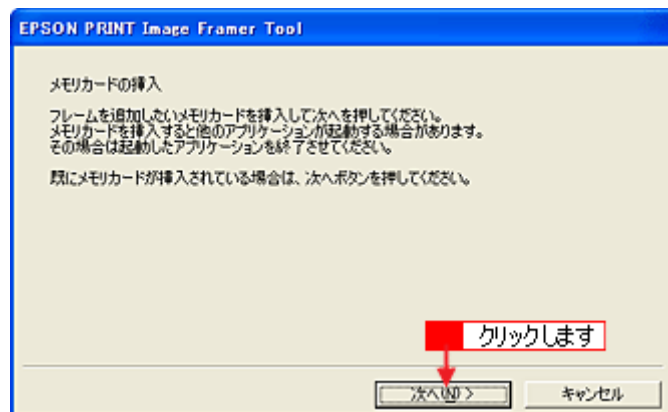 EPSON PRINT Image Framer Tool
メモリカードの挿入
フレームを追加したいメモリカードを挿入して次へを押してください。
メモリカードを挿入すると他のアプリケーションが起動する場合があります。
その場合は起動したアプリケーションを終了させてください。
既にメモリカードが挿入されている場合は、次へボタンを押してください。
クリックします
次へ(N) >
キャンセル